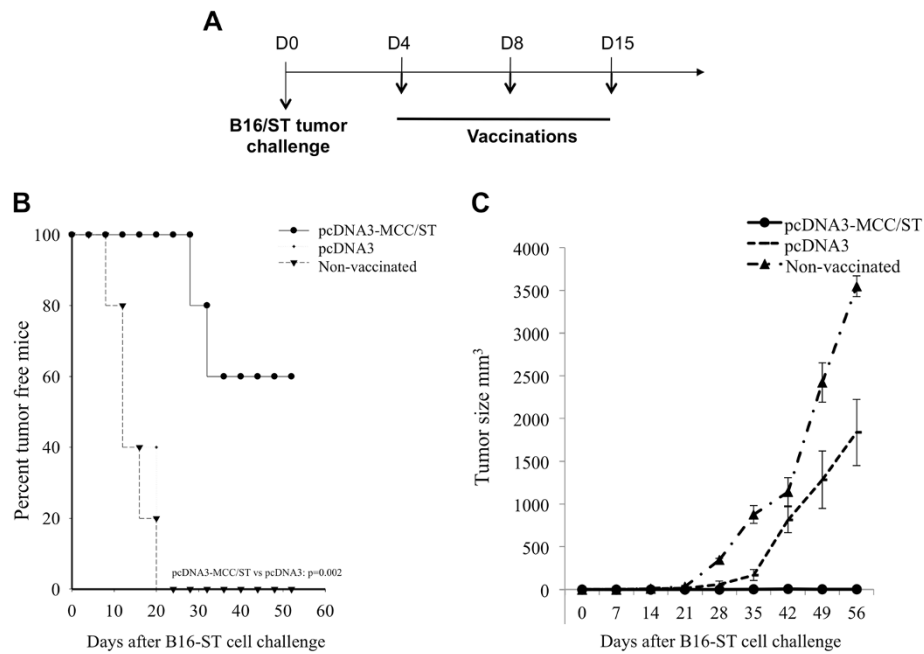 A
D0 D4 D8 D15
B16/ST tumor
challenge
Vaccinations
B
pcDNA3-MCC/ST
pcDNA3
Non-vaccinated
100
80
60
40
20
0
Percent tumor free mice
pcDNA3-MCC/ST vs pcDNA3: p=0.002
0 10 20 30 40 50 60
Days after B16-ST cell challenge
C
pcDNA3-MCC/ST
pcDNA3
Non-vaccinated
4000
3500
3000
2500
2000
1500
1000
500
0
Tumor size mm³
0 7 14 21 28 35 42 49 56
Days after B16-ST cell challenge